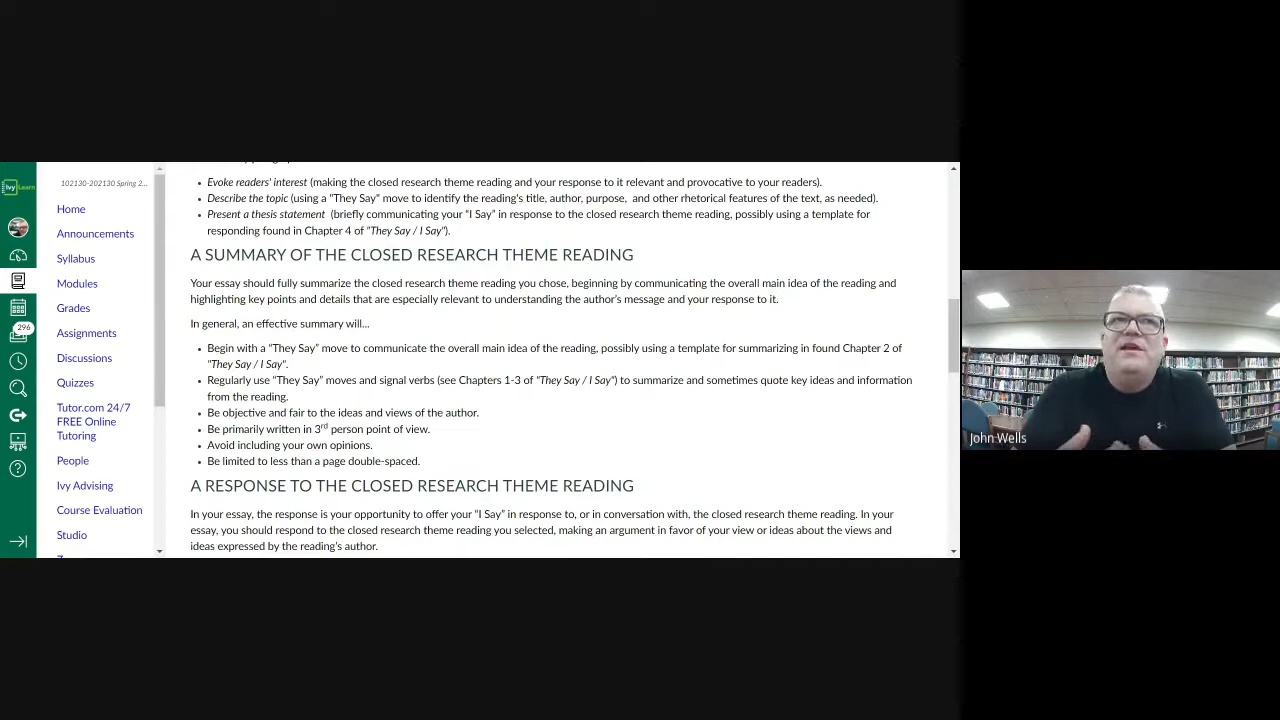 IvyLearn
102130-202130 Spring 2...
Home
Announcements
Syllabus
Modules
Grades
296
Assignments
Discussions
Quizzes
Tutor.com 24/7
FREE Online
Tutoring
People
Ivy Advising
Course Evaluation
Studio
• Evoke readers' interest (making the closed research theme reading and your response to it relevant and provocative to your readers).
• Describe the topic (using a "They Say" move to identify the reading's title, author, purpose, and other rhetorical features of the text, as needed).
• Present a thesis statement (briefly communicating your "I Say" in response to the closed research theme reading, possibly using a template for
responding found in Chapter 4 of "They Say / I Say").
A SUMMARY OF THE CLOSED RESEARCH THEME READING
Your essay should fully summarize the closed research theme reading you chose, beginning by communicating the overall main idea of the reading and
highlighting key points and details that are especially relevant to understanding the author's message and your response to it.
In general, an effective summary will...
• Begin with a "They Say" move to communicate the overall main idea of the reading, possibly using a template for summarizing in found Chapter 2 of
"They Say / I Say".
• Regularly use "They Say" moves and signal verbs (see Chapters 1-3 of "They Say / I Say") to summarize and sometimes quote key ideas and information
from the reading.
• Be objective and fair to the ideas and views of the author.
• Be primarily written in 3rd person point of view.
• Avoid including your own opinions.
• Be limited to less than a page double-spaced.
A RESPONSE TO THE CLOSED RESEARCH THEME READING
In your essay, the response is your opportunity to offer your "I Say" in response to, or in conversation with, the closed research theme reading. In your
essay, you should respond to the closed research theme reading you selected, making an argument in favor of your view or ideas about the views and
ideas expressed by the reading's author.
John Wells